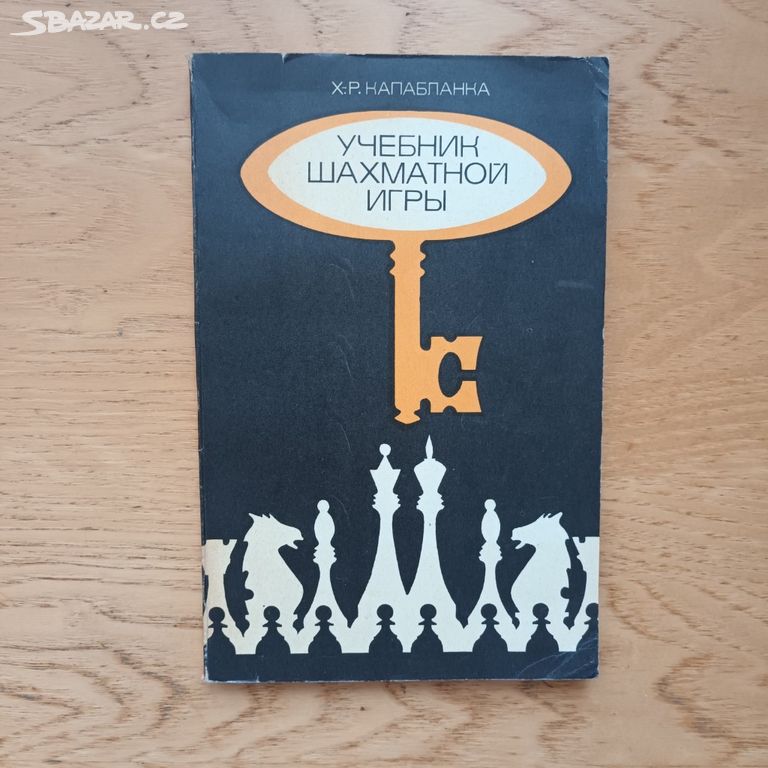 SBAZAR.CZ
Х.-Р. КАПАБЛАНКА
УЧЕБНИК
ШАХМАТНОЙ
ИГРЫ